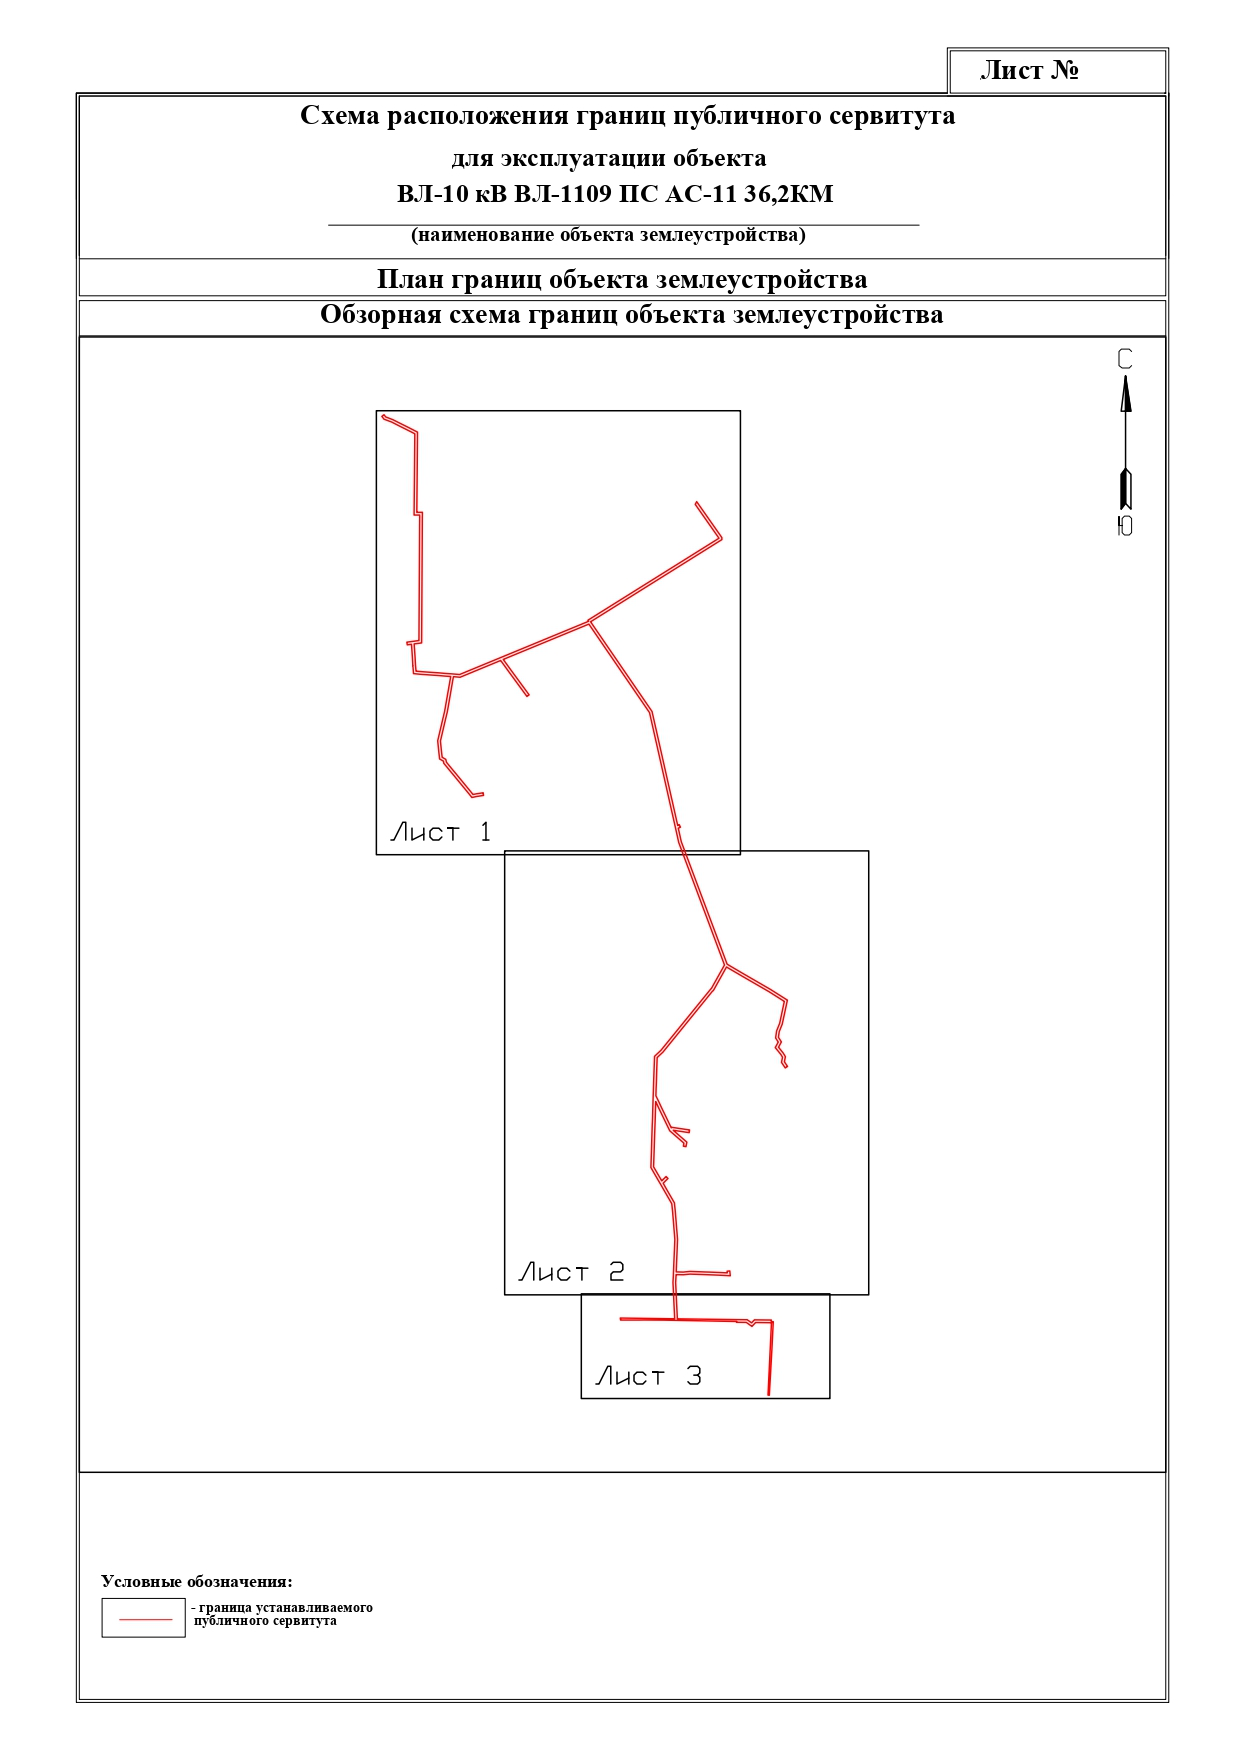 Лист №
Схема расположения границ публичного сервитута
для эксплуатации объекта
ВЛ-10 кВ ВЛ-1109 ПС АС-11 36,2КМ
(наименование объекта землеустройства)
План границ объекта землеустройства
Обзорная схема границ объекта землеустройства
С
Ю
Лист 1
Лист 2
Лист 3
Условные обозначения:
- граница устанавливаемого
публичного сервитута